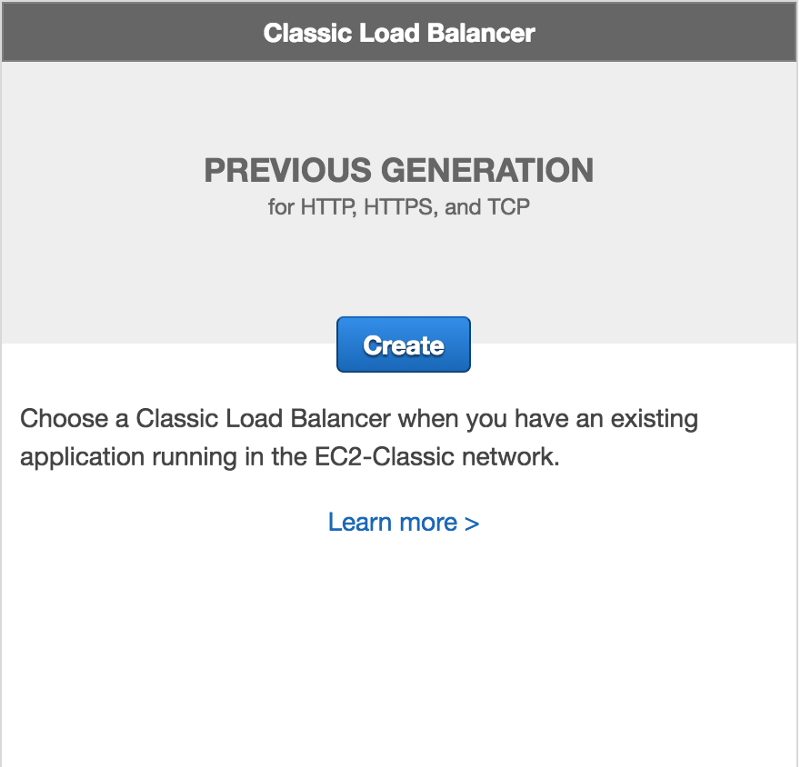 Classic Load Balancer
PREVIOUS GENERATION
for HTTP, HTTPS, and TCP
Create
Choose a Classic Load Balancer when you have an existing
application running in the EC2-Classic network.
Learn more >